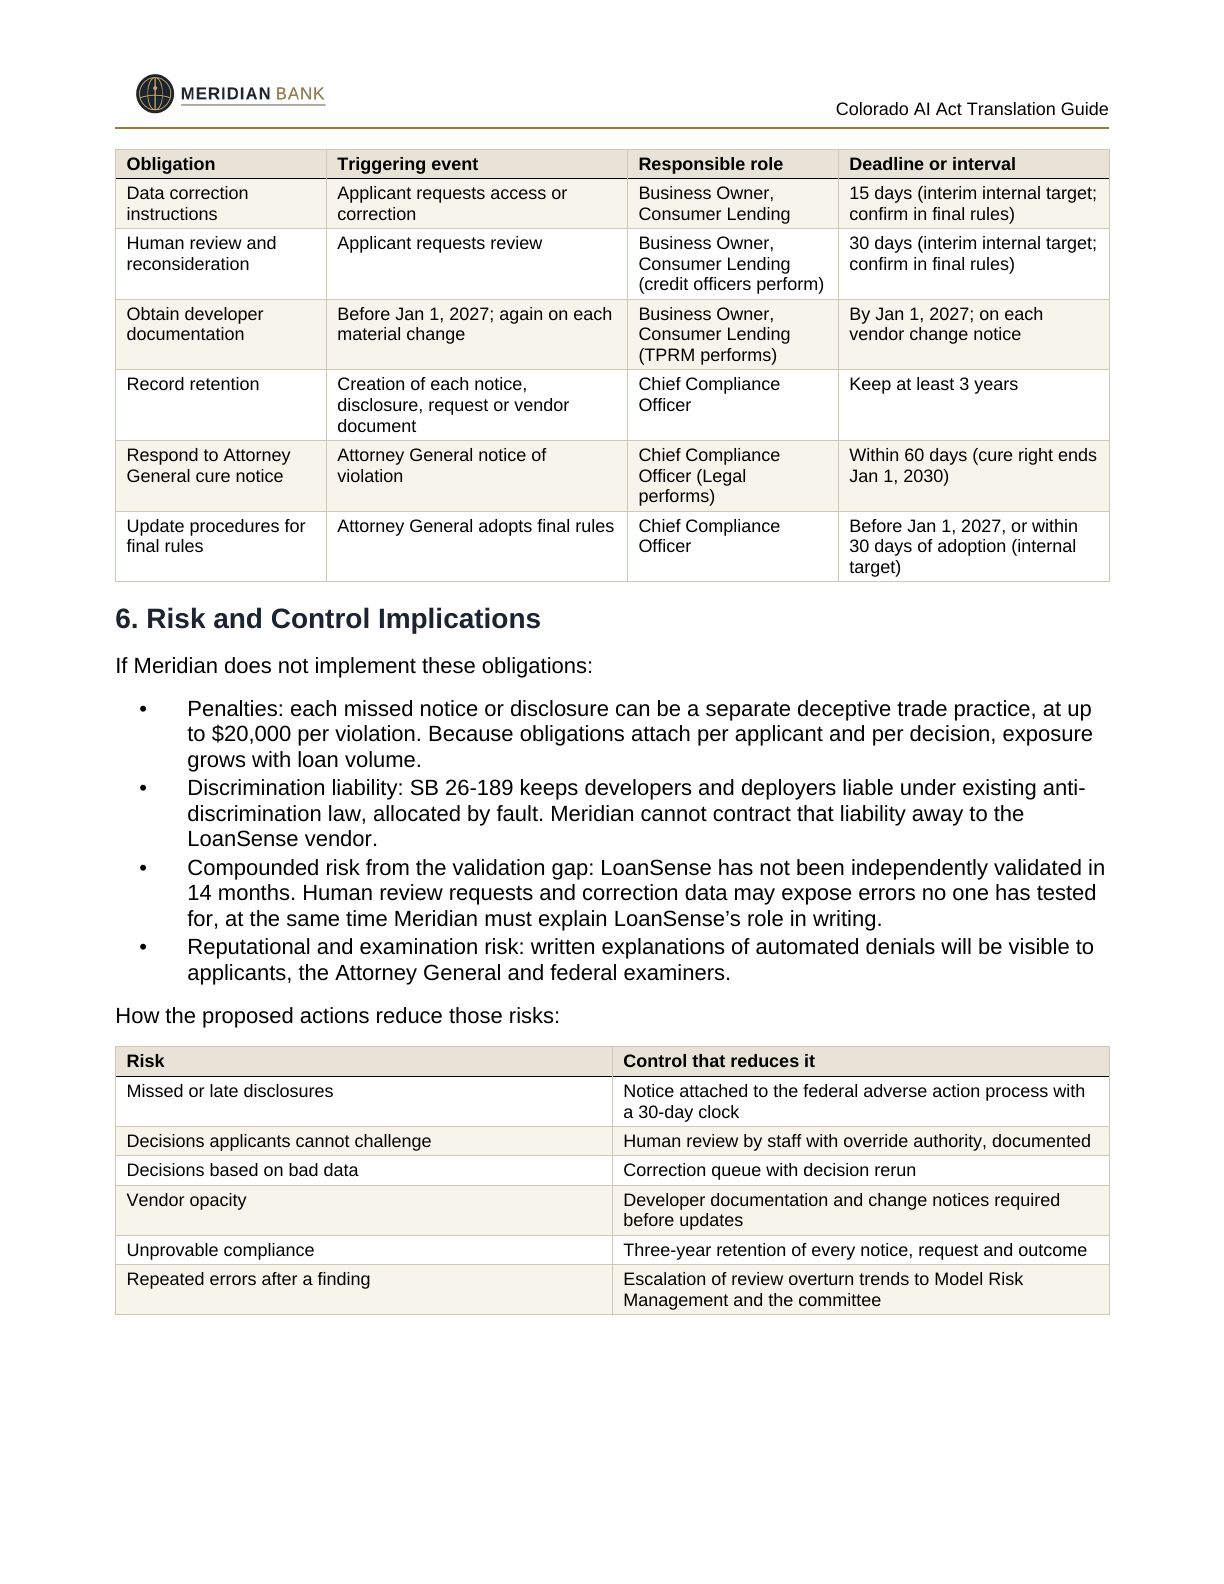 MERIDIAN BANK
Colorado AI Act Translation Guide
Obligation Triggering event Responsible role Deadline or interval
Data correction instructions Applicant requests access or correction Business Owner, Consumer Lending 15 days (interim internal target; confirm in final rules)
Human review and reconsideration Applicant requests review Business Owner, Consumer Lending (credit officers perform) 30 days (interim internal target; confirm in final rules)
Obtain developer documentation Before Jan 1, 2027; again on each material change Business Owner, Consumer Lending (TPRM performs) By Jan 1, 2027; on each vendor change notice
Record retention Creation of each notice, disclosure, request or vendor document Chief Compliance Officer Keep at least 3 years
Respond to Attorney General cure notice Attorney General notice of violation Chief Compliance Officer (Legal performs) Within 60 days (cure right ends Jan 1, 2030)
Update procedures for final rules Attorney General adopts final rules Chief Compliance Officer Before Jan 1, 2027, or within 30 days of adoption (internal target)
6. Risk and Control Implications
If Meridian does not implement these obligations:
• Penalties: each missed notice or disclosure can be a separate deceptive trade practice, at up
to $20,000 per violation. Because obligations attach per applicant and per decision, exposure
grows with loan volume.
• Discrimination liability: SB 26-189 keeps developers and deployers liable under existing anti-
discrimination law, allocated by fault. Meridian cannot contract that liability away to the
LoanSense vendor.
• Compounded risk from the validation gap: LoanSense has not been independently validated in
14 months. Human review requests and correction data may expose errors no one has tested
for, at the same time Meridian must explain LoanSense’s role in writing.
• Reputational and examination risk: written explanations of automated denials will be visible to
applicants, the Attorney General and federal examiners.
How the proposed actions reduce those risks:
Risk Control that reduces it
Missed or late disclosures Notice attached to the federal adverse action process with a 30-day clock
Decisions applicants cannot challenge Human review by staff with override authority, documented
Decisions based on bad data Correction queue with decision rerun
Vendor opacity Developer documentation and change notices required before updates
Unprovable compliance Three-year retention of every notice, request and outcome
Repeated errors after a finding Escalation of review overturn trends to Model Risk Management and the committee